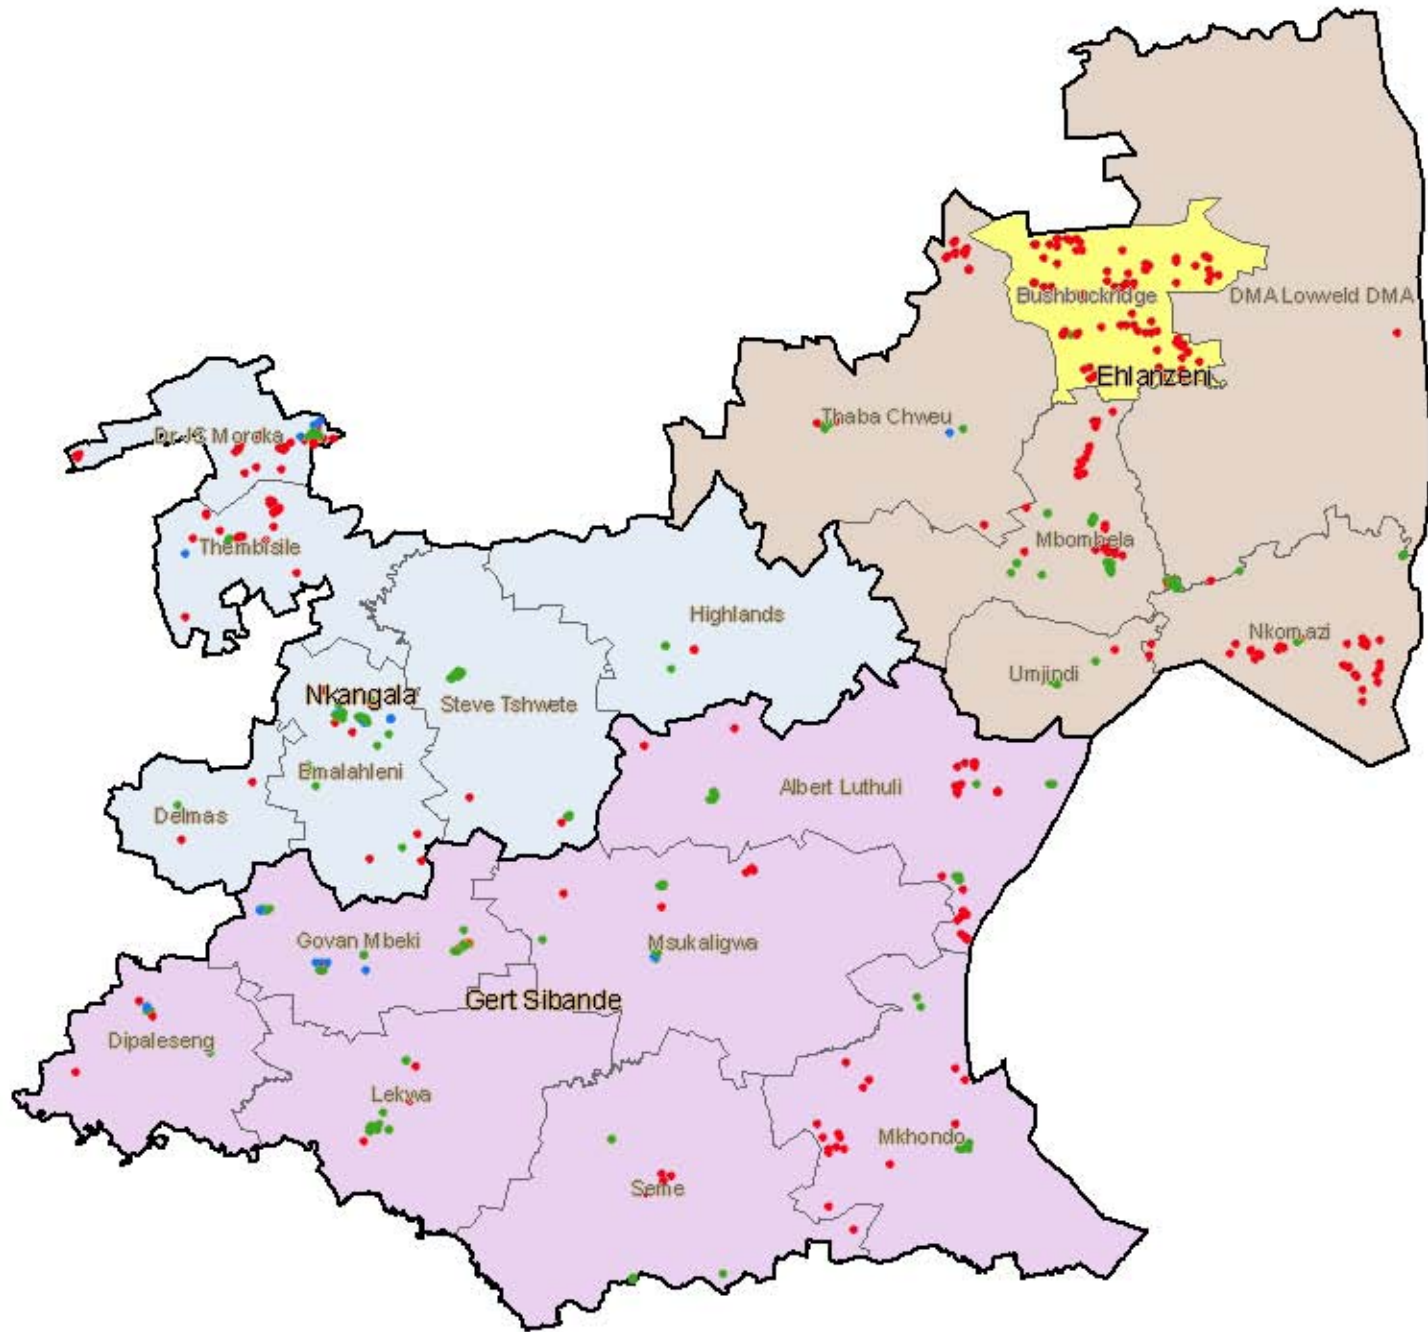 Bushbuckridge
DMA Lowveld DMA
Ehlanzeni
Thaba Chweu
Dr JS Moroka
Mbombela
Thembisile
Highlands
Nkomazi
Umjindi
Nkangala
Steve Tshwete
Emalahleni
Albert Luthuli
Delmas
Govan Mbeki
Msukaligwa
Gert Sibande
Dipaleseng
Lekwa
Mkhondo
Seme